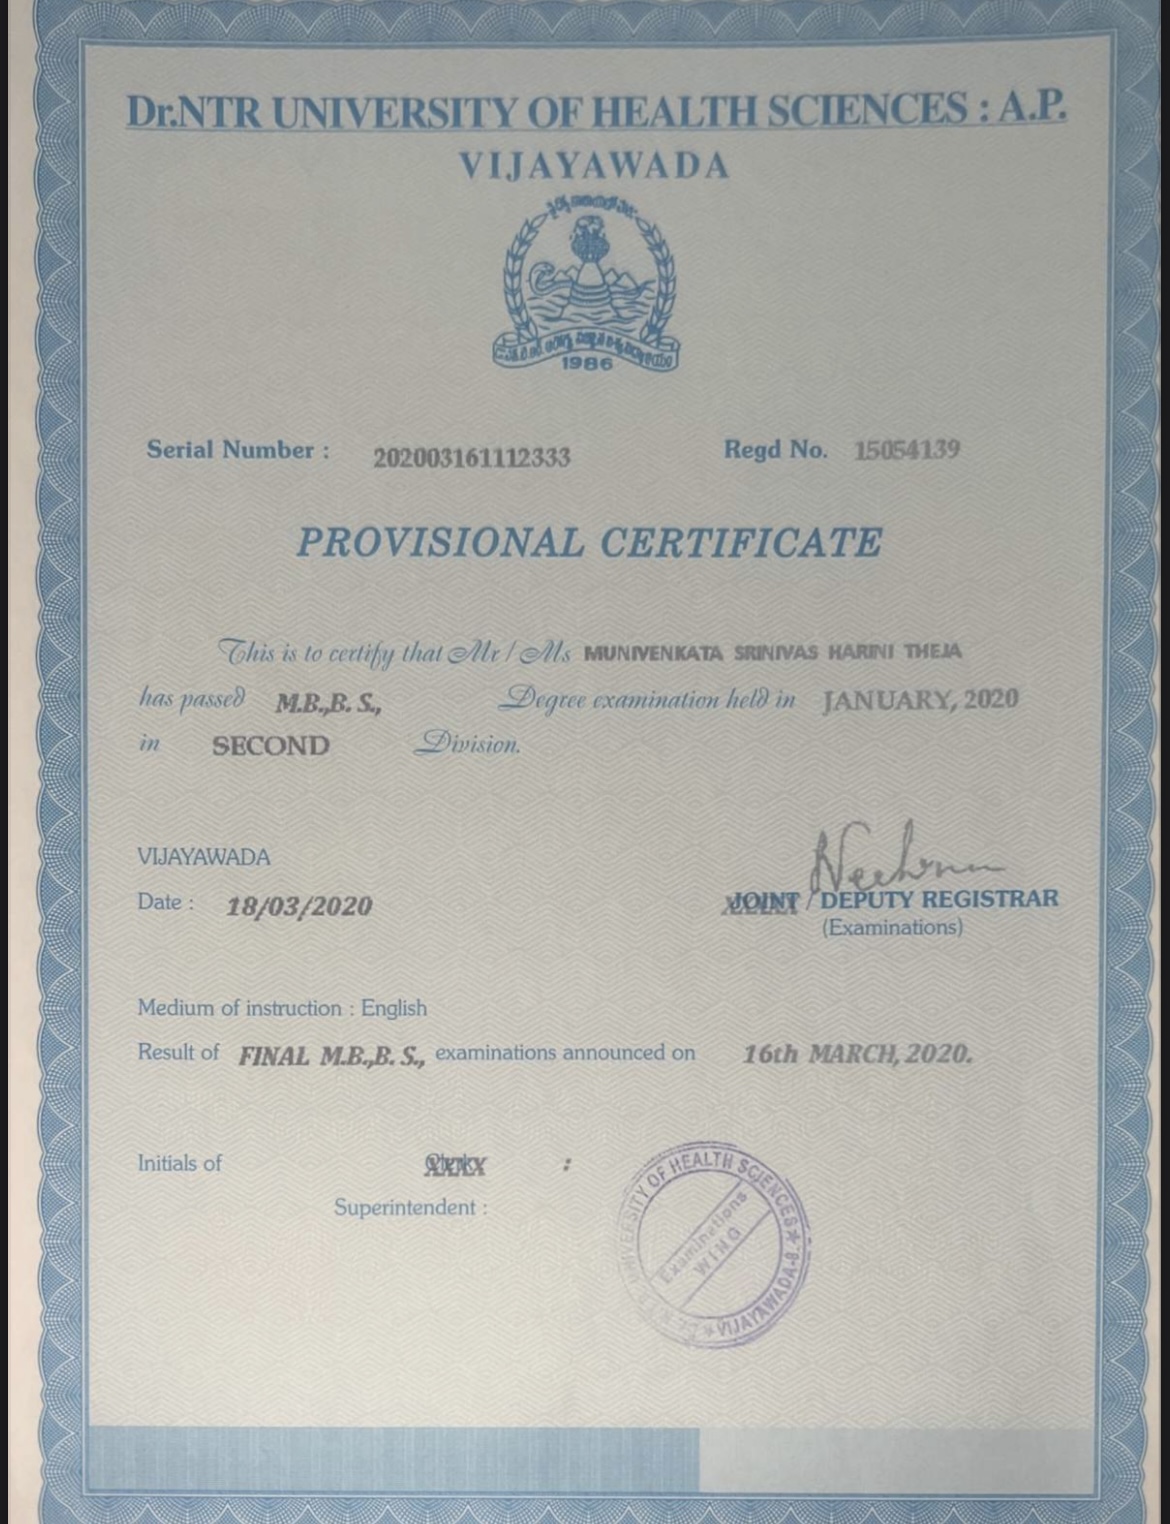 Dr.NTR UNIVERSITY OF HEALTH SCIENCES : A.P.
VIJAYAWADA
1986
Serial Number : 202003161112333 Regd No. 15054139
PROVISIONAL CERTIFICATE
This is to certify that Mr / Ms MUNIVENKATA SRINIVAS HARINI THEJA
has passed M.B.,B. S., Degree examination held in JANUARY, 2020
in SECOND Division.
VIJAYAWADA
Date : 18/03/2020
JOINT / DEPUTY REGISTRAR
(Examinations)
Medium of instruction : English
Result of FINAL M.B.,B. S., examinations announced on 16th MARCH, 2020.
Initials of :
Superintendent :
UNIVERSITY OF HEALTH SCIENCES
Examinations
WING
VIJAYAWADA-8